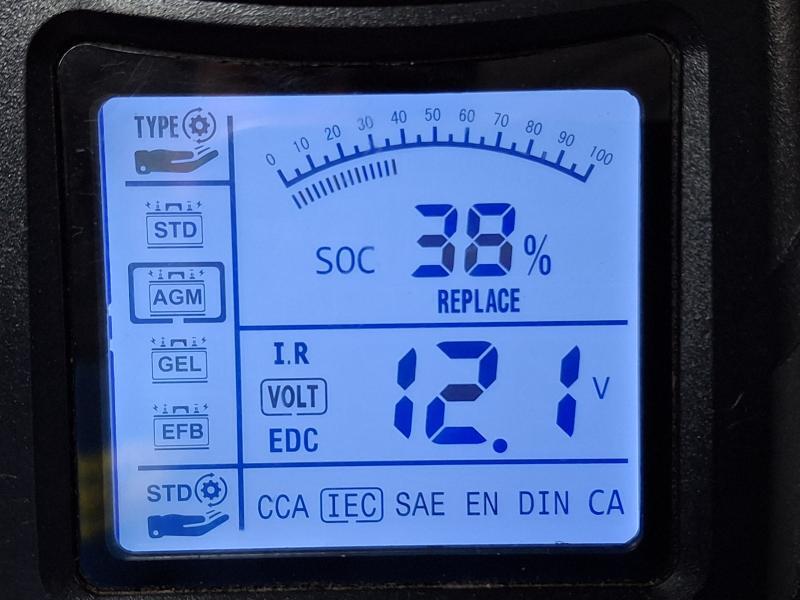 TYPE
STD
AGM
GEL
EFB
STD
0 10 20 30 40 50 60 70 80 90 100
SOC 38%
REPLACE
I.R
VOLT
EDC
12.1 V
CCA IEC SAE EN DIN CA